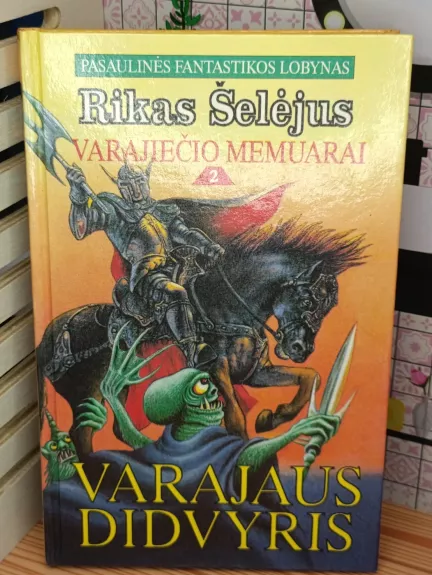 PASAULINĖS FANTASTIKOS LOBYNAS
Rikas Šelėjus
VARAJIEČIO MEMUARAI
2
VARAJAUS
DIDVYRIS